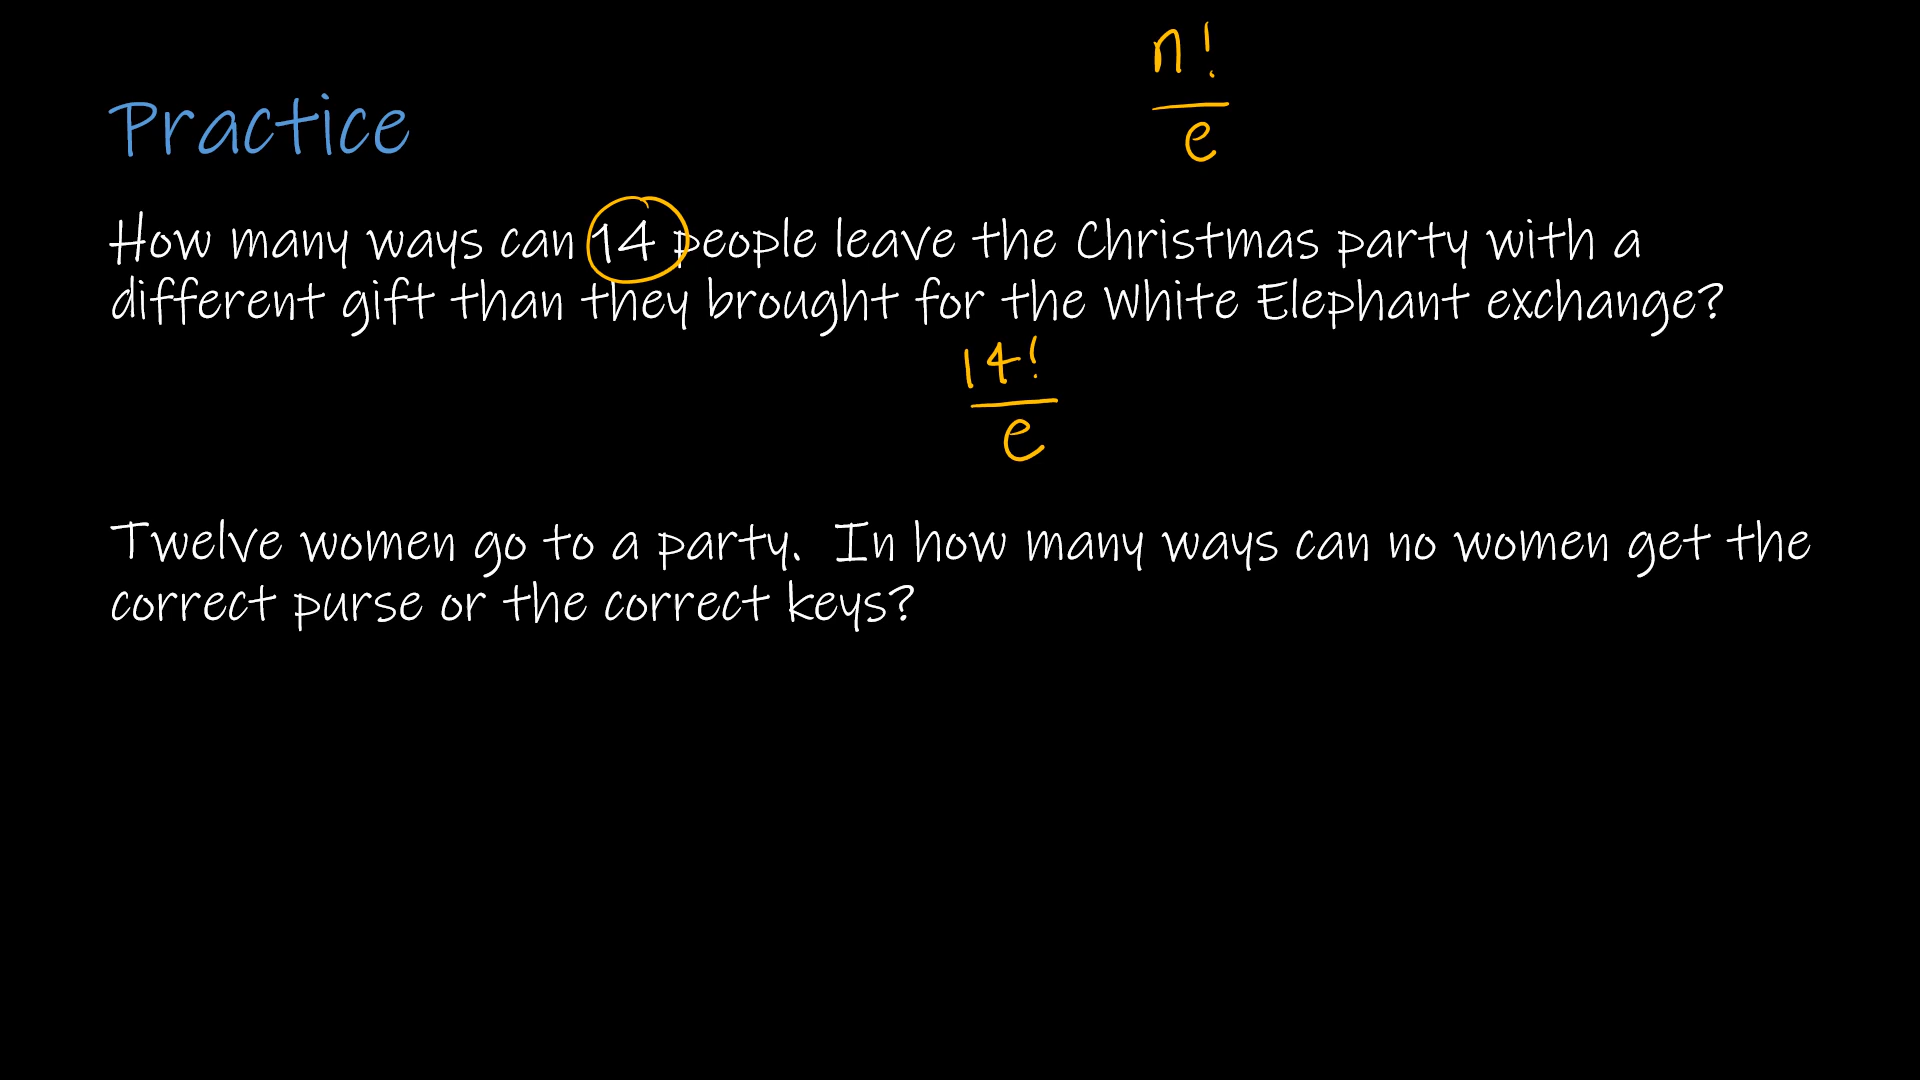 n!
e
Practice
How many ways can 14 people leave the Christmas party with a
different gift than they brought for the White Elephant exchange?
14!
e
Twelve women go to a party. In how many ways can no women get the
correct purse or the correct keys?